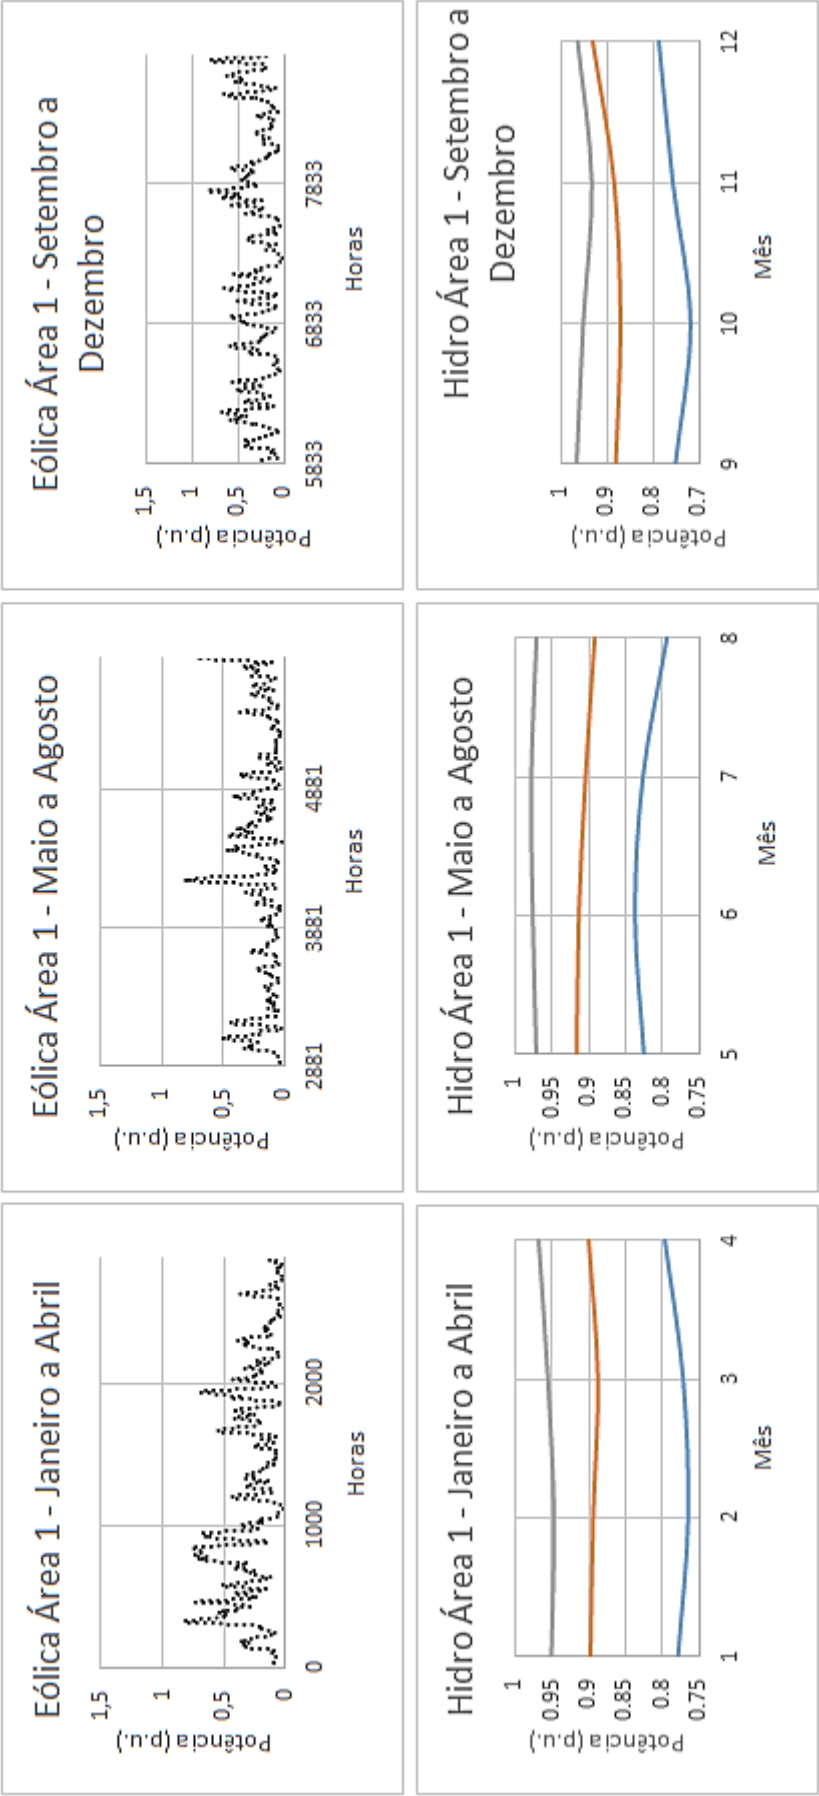 Eólica Área 1 - Janeiro a Abril
Potência (p.u.)
1,5
1
0,5
0
0
1000
2000
Horas
Eólica Área 1 - Maio a Agosto
Potência (p.u.)
1,5
1
0,5
0
2881
3881
4881
Horas
Eólica Área 1 - Setembro a
Dezembro
Potência (p.u.)
1,5
1
0,5
0
5833
6833
7833
Horas
Hidro Área 1 - Janeiro a Abril
Potência (p.u.)
1
0.95
0.9
0.85
0.8
0.75
1
2
3
4
Mês
Hidro Área 1 - Maio a Agosto
Potência (p.u.)
1
0.95
0.9
0.85
0.8
0.75
5
6
7
8
Mês
Hidro Área 1 - Setembro a
Dezembro
Potência (p.u.)
1
0.9
0.8
0.7
9
10
11
12
Mês